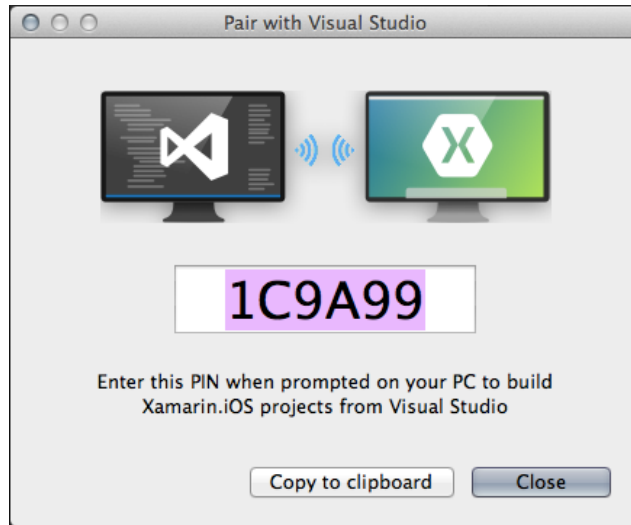 Pair with Visual Studio
1C9A99
Enter this PIN when prompted on your PC to build
Xamarin.iOS projects from Visual Studio
Copy to clipboard
Close